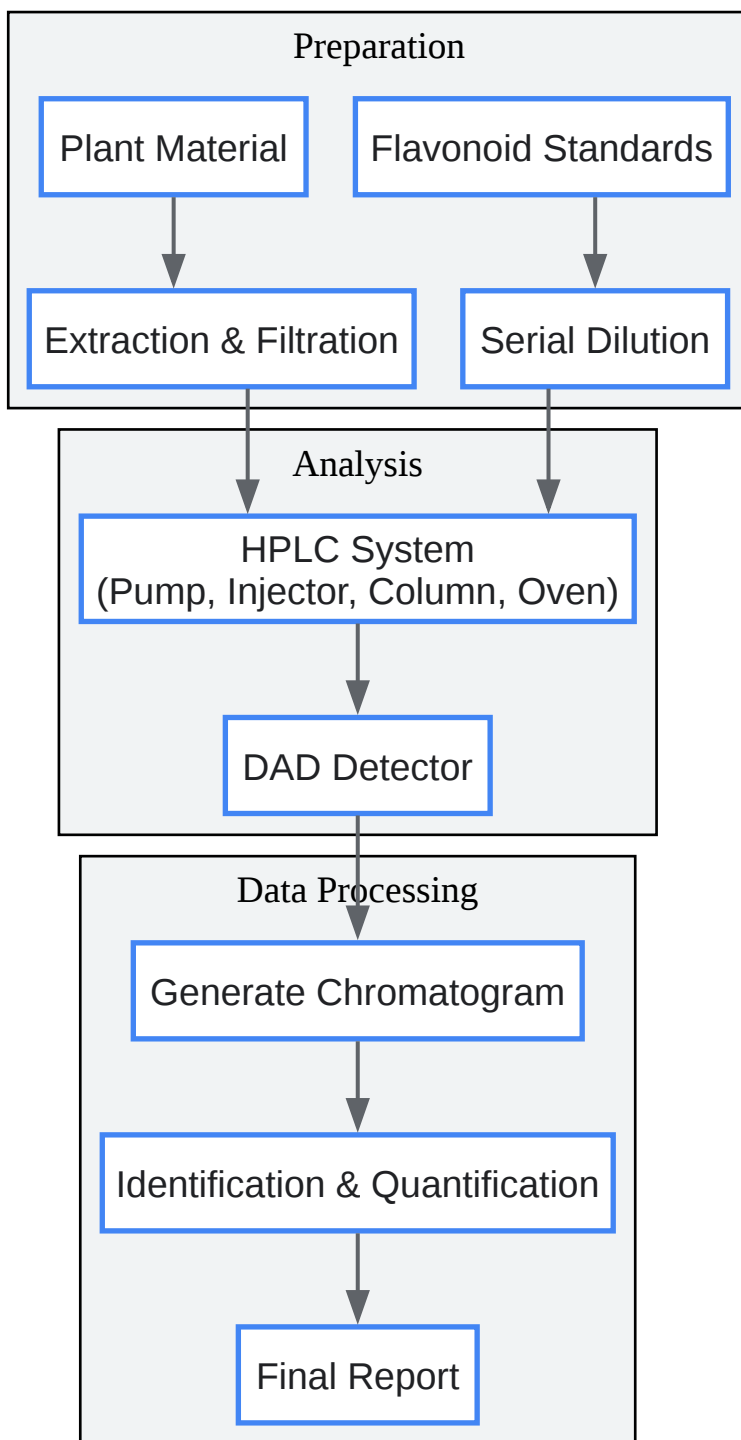 Preparation
Plant Material
Flavonoid Standards
Extraction & Filtration
Serial Dilution
Analysis
HPLC System
(Pump, Injector, Column, Oven)
DAD Detector
Data Processing
Generate Chromatogram
Identification & Quantification
Final Report